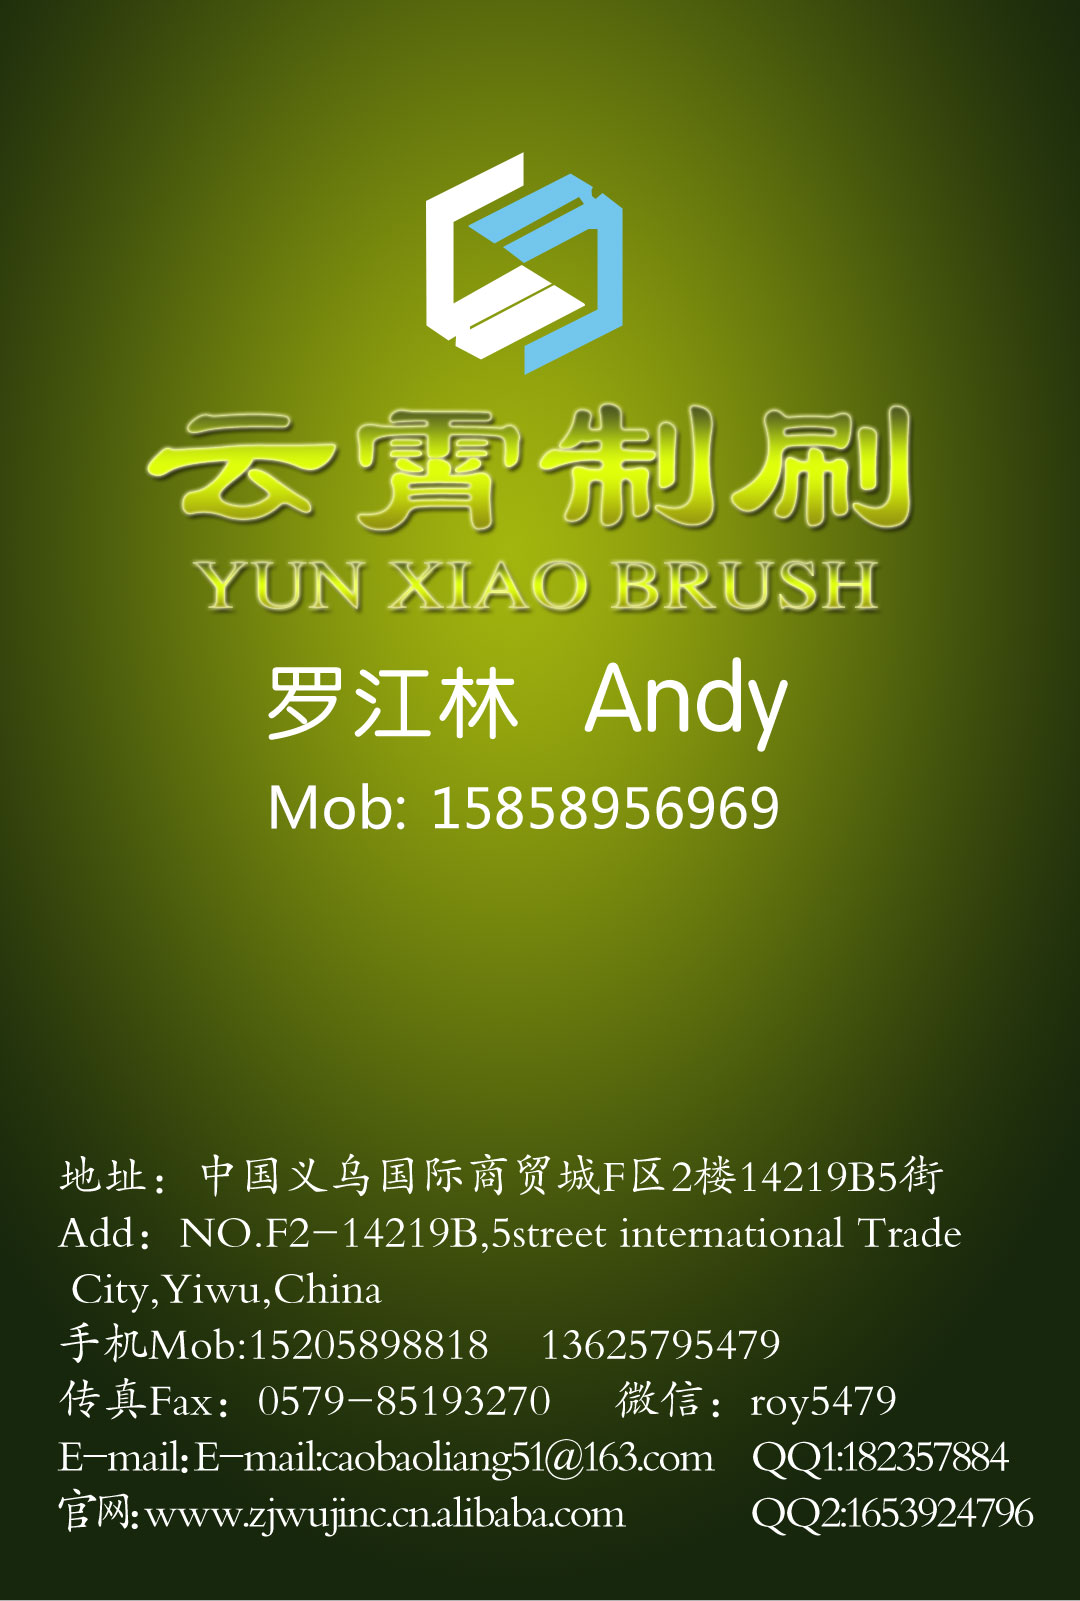 云霄制刷
YUN XIAO BRUSH
罗江林 Andy
Mob: 15858956969
地址：中国义乌国际商贸城F区2楼14219B5街
Add：NO.F2-14219B,5street international Trade
City,Yiwu,China
手机Mob:15205898818 13625795479
传真Fax：0579-85193270 微信：roy5479
E-mail:E-mail:caobaoliang51@163.com QQ1:182357884
官网:www.zjwujinc.cn.alibaba.com QQ2:1653924796